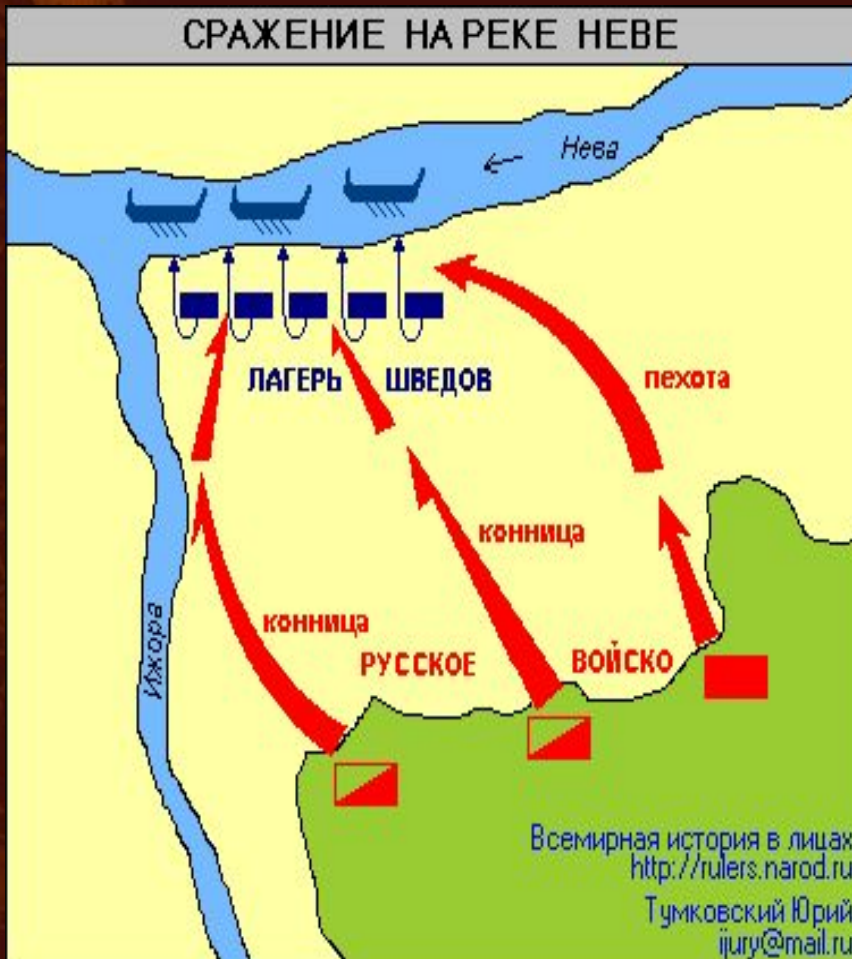 СРАЖЕНИЕ НА РЕКЕ НЕВЕ
Нева
ЛАГЕРЬ ШВЕДОВ
пехота
конница
Ижора
конница
РУССКОЕ ВОЙСКО
Всемирная история в лицах
http://rulers.narod.ru
Тумковский Юрий
ijury@mail.ru